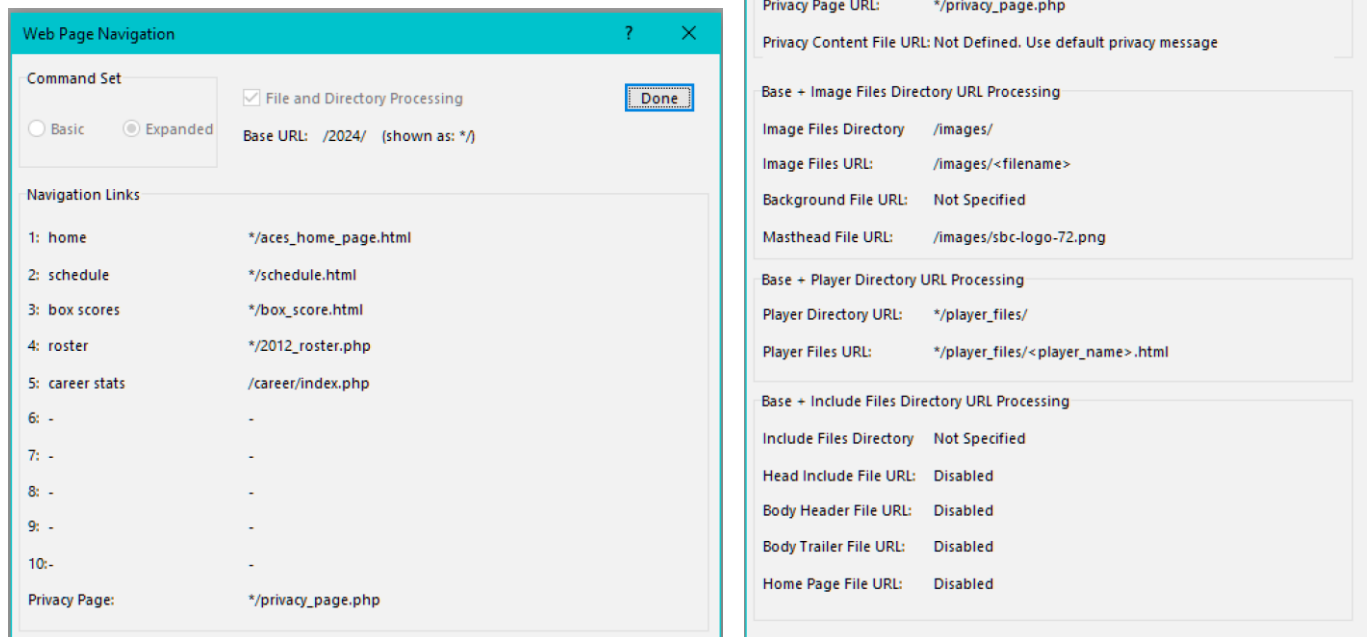 Web Page Navigation ? ×
Command Set
Basic Expanded
File and Directory Processing
Done
Base URL: /2024/ (shown as: */)
Navigation Links
1: home */aces_home_page.html
2: schedule */schedule.html
3: box scores */box_score.html
4: roster */2012_roster.php
5: career stats /career/index.php
6: - -
7: - -
8: - -
9: - -
10:- -
Privacy Page: */privacy_page.php
Privacy Page URL: */privacy_page.php
Privacy Content File URL: Not Defined. Use default privacy message
Base + Image Files Directory URL Processing
Image Files Directory /images/
Image Files URL: /images/<filename>
Background File URL: Not Specified
Masthead File URL: /images/sbc-logo-72.png
Base + Player Directory URL Processing
Player Directory URL: */player_files/
Player Files URL: */player_files/<player_name>.html
Base + Include Files Directory URL Processing
Include Files Directory Not Specified
Head Include File URL: Disabled
Body Header File URL: Disabled
Body Trailer File URL: Disabled
Home Page File URL: Disabled